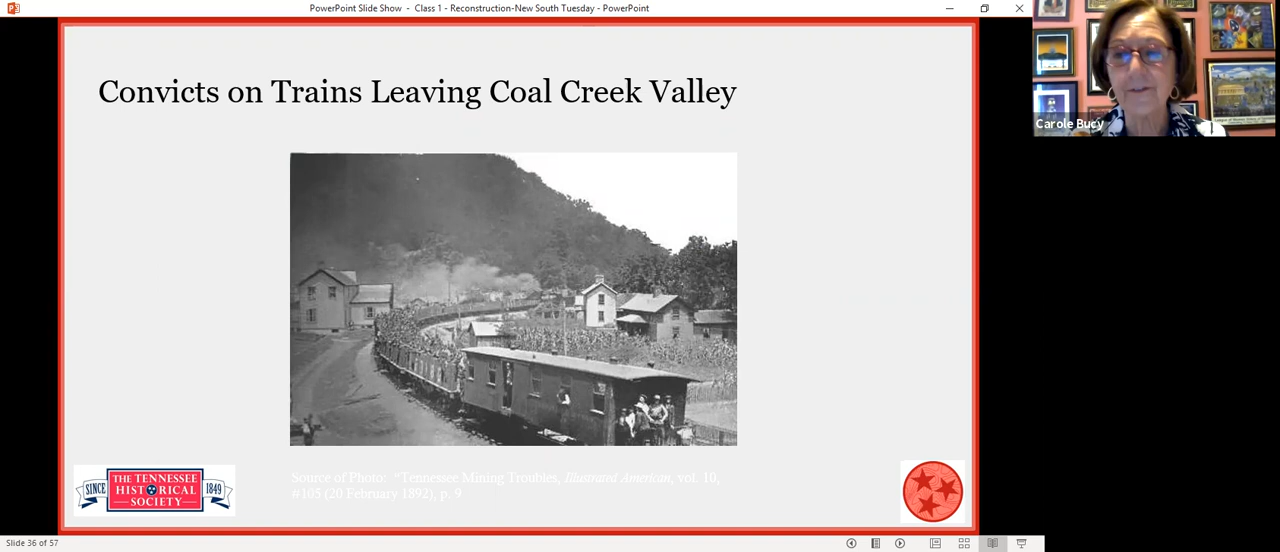 PowerPoint Slide Show - Class 1 - Reconstruction-New South Tuesday - PowerPoint
Convicts on Trains Leaving Coal Creek Valley
Carole Bucy
Source of Photo: “Tennessee Mining Troubles, Illustrated American, vol. 10,
#105 (20 February 1892), p. 9
SINCE THE TENNESSEE HISTORICAL SOCIETY 1849
Slide 36 of 57